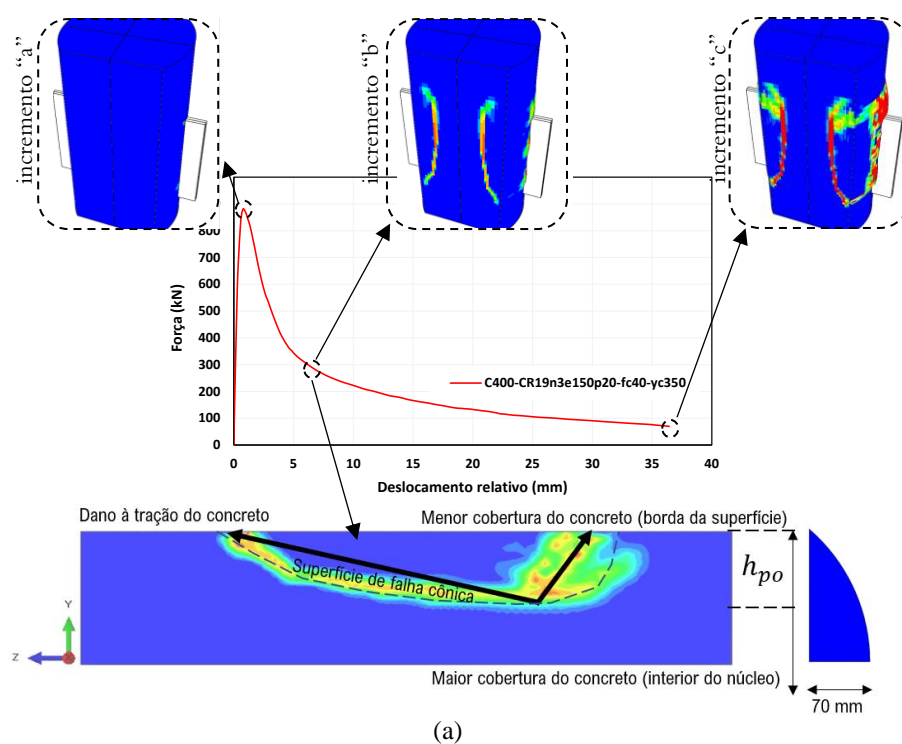 incremento “a”
incremento “b”
incremento “c”
Força (kN)
800
700
600
500
400
300
200
100
0
C400-CR19n3e150p20-fc40-yc350
0 5 10 15 20 25 30 35 40
Deslocamento relativo (mm)
Dano à tração do concreto
Menor cobertura do concreto (borda da superfície)
Superfície de falha cônica
h_po
Y
Z
Maior cobertura do concreto (interior do núcleo)
70 mm
(a)